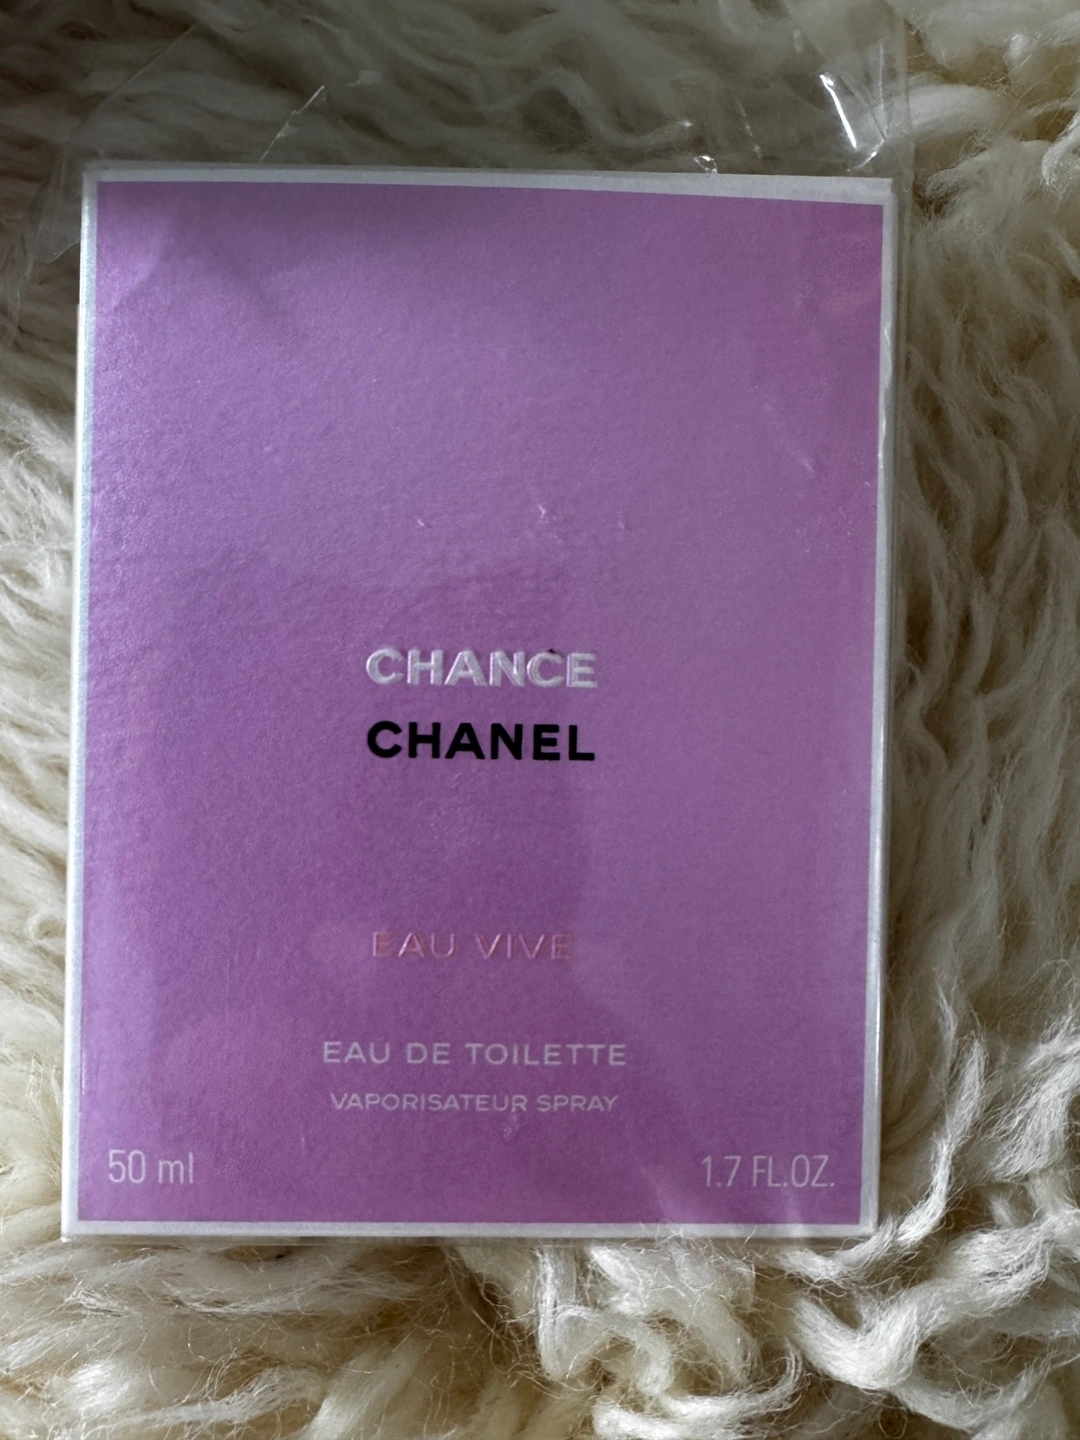 CHANCE
CHANEL
EAU VIVE
EAU DE TOILETTE
VAPORISATEUR SPRAY
50 ml
1.7 FL.OZ.